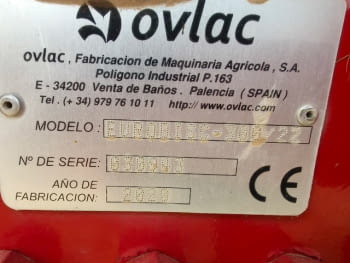 ovlac
ovlac, Fabricacion de Maquinaria Agricola, S.A.
Poligono Industrial P.163
E - 34200 Venta de Baños. Palencia (SPAIN)
Tel. (+ 34) 979 76 10 11 http://www.ovlac.com
MODELO:
Nº DE SERIE:
AÑO DE
FABRICACION: 2020
CE